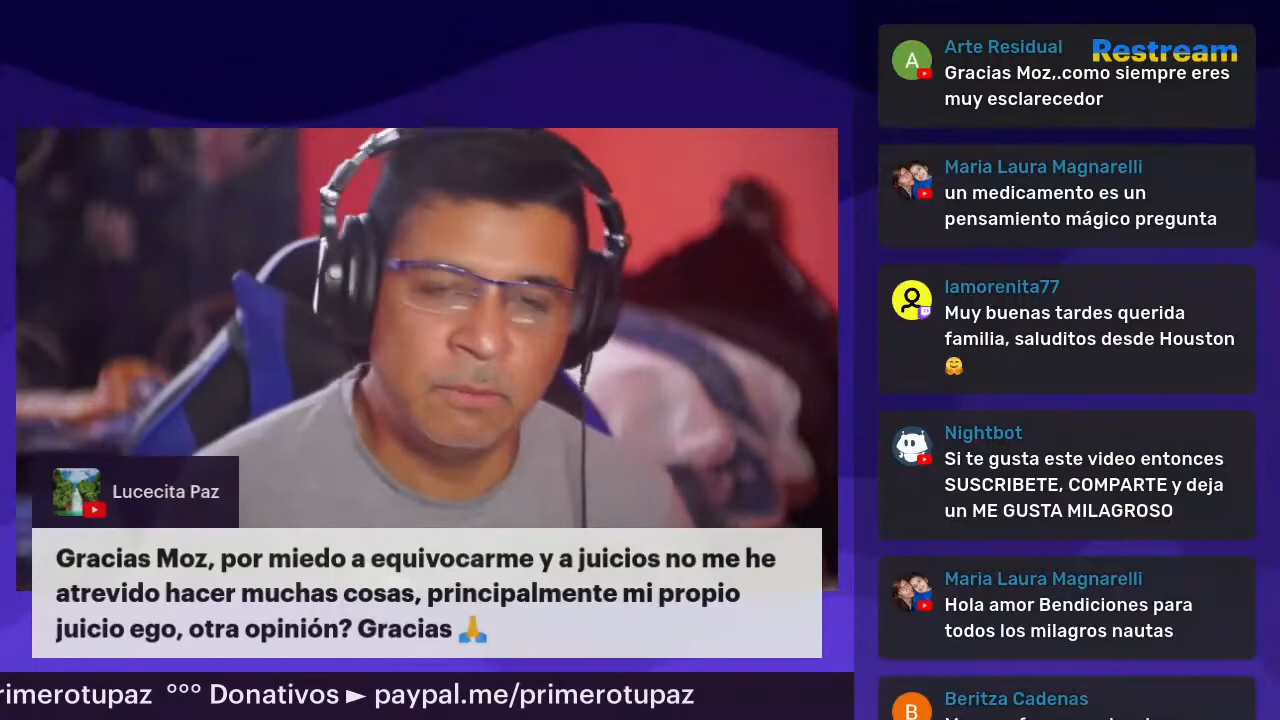 Restream
Arte Residual
Gracias Moz,.como siempre eres
muy esclarecedor
Maria Laura Magnarelli
un medicamento es un
pensamiento mágico pregunta
lamorenita77
Muy buenas tardes querida
familia, saluditos desde Houston
🤗
Nightbot
Si te gusta este video entonces
SUSCRIBETE, COMPARTE y deja
un ME GUSTA MILAGROSO
Maria Laura Magnarelli
Hola amor Bendiciones para
todos los milagros nautas
Beritza Cadenas
Lucecita Paz
Gracias Moz, por miedo a equivocarme y a juicios no me he
atrevido hacer muchas cosas, principalmente mi propio
juicio ego, otra opinión? Gracias 🙏
rimerotupaz °°° Donativos ► paypal.me/primerotupaz